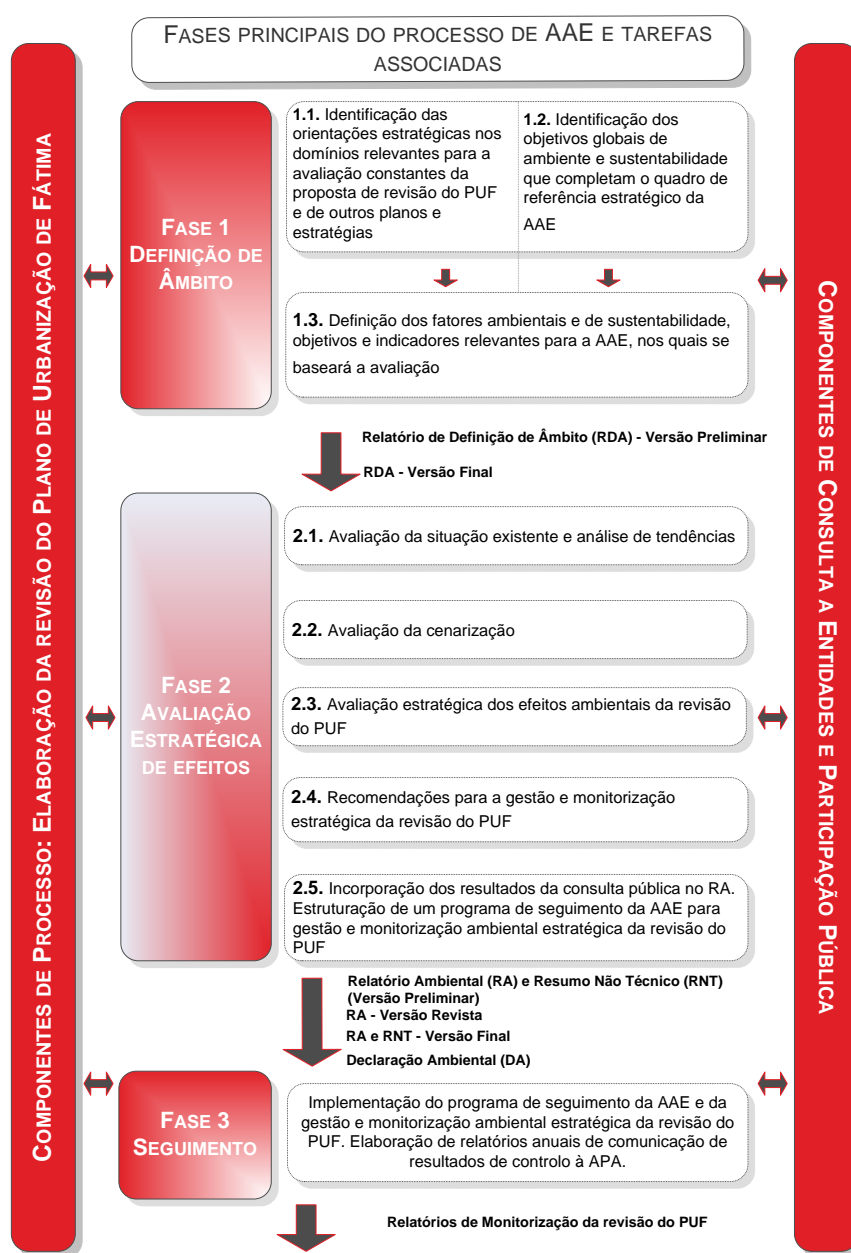 FASES PRINCIPAIS DO PROCESSO DE AAE E TAREFAS
ASSOCIADAS
COMPONENTES DE PROCESSO: ELABORAÇÃO DA REVISÃO DO PLANO DE URBANIZAÇÃO DE FÁTIMA
FASE 1
DEFINIÇÃO DE
ÂMBITO
1.1. Identificação das
orientações estratégicas nos
domínios relevantes para a
avaliação constantes da
proposta de revisão do PUF
e de outros planos e
estratégias
1.2. Identificação dos
objetivos globais de
ambiente e sustentabilidade
que completam o quadro de
referência estratégico da
AAE
1.3. Definição dos fatores ambientais e de sustentabilidade,
objetivos e indicadores relevantes para a AAE, nos quais se
baseará a avaliação
Relatório de Definição de Âmbito (RDA) - Versão Preliminar
RDA - Versão Final
FASE 2
AVALIAÇÃO
ESTRATÉGICA
DE EFEITOS
2.1. Avaliação da situação existente e análise de tendências
2.2. Avaliação da cenarização
2.3. Avaliação estratégica dos efeitos ambientais da revisão
do PUF
2.4. Recomendações para a gestão e monitorização
estratégica da revisão do PUF
2.5. Incorporação dos resultados da consulta pública no RA.
Estruturação de um programa de seguimento da AAE para
gestão e monitorização ambiental estratégica da revisão do
PUF
Relatório Ambiental (RA) e Resumo Não Técnico (RNT)
(Versão Preliminar)
RA - Versão Revista
RA e RNT - Versão Final
Declaração Ambiental (DA)
FASE 3
SEGUIMENTO
Implementação do programa de seguimento da AAE e da
gestão e monitorização ambiental estratégica da revisão do
PUF. Elaboração de relatórios anuais de comunicação de
resultados de controlo à APA.
Relatórios de Monitorização da revisão do PUF
COMPONENTES DE CONSULTA A ENTIDADES E PARTICIPAÇÃO PÚBLICA